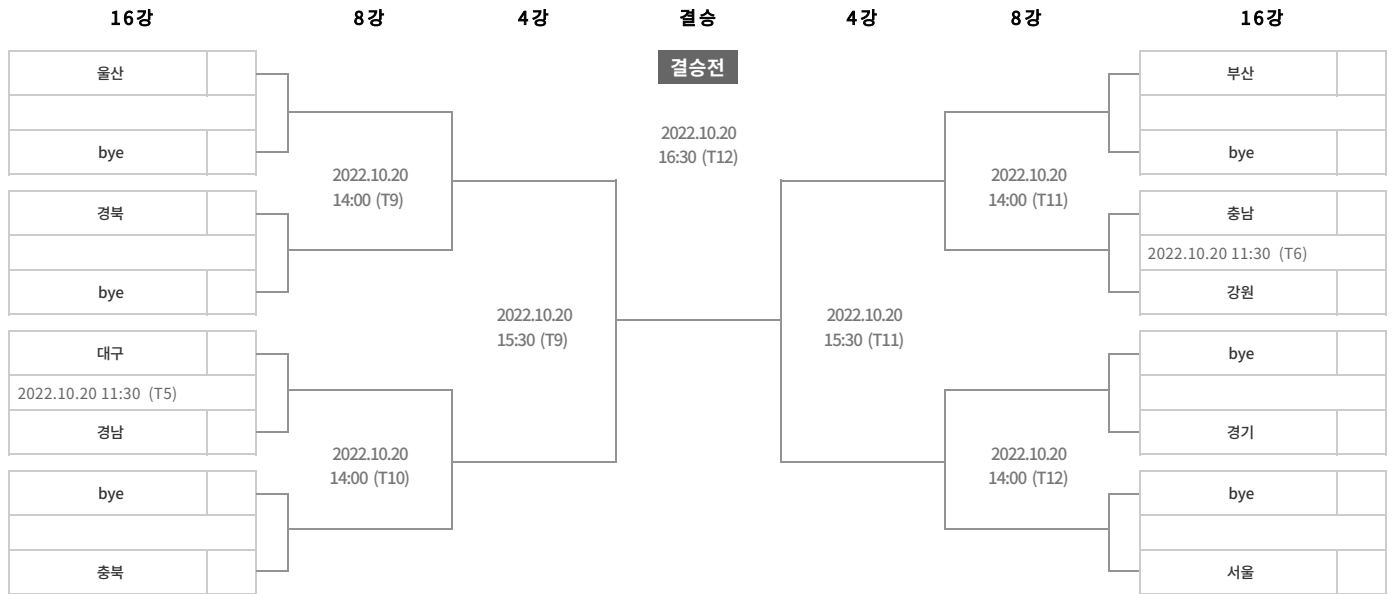 16강 8강 4강 결승 4강 8강 16강
결승전
울산
bye
경북
bye
대구
2022.10.20 11:30 (T5)
경남
bye
충북
2022.10.20
14:00 (T9)
2022.10.20
14:00 (T10)
2022.10.20
15:30 (T9)
2022.10.20
16:30 (T12)
2022.10.20
15:30 (T11)
2022.10.20
14:00 (T11)
2022.10.20
14:00 (T12)
부산
bye
충남
2022.10.20 11:30 (T6)
강원
bye
경기
bye
서울